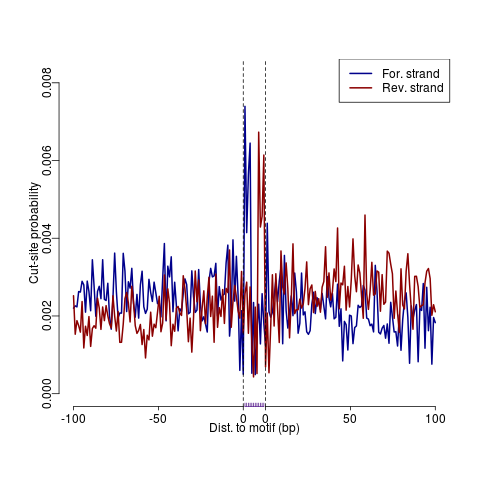 For. strand
Rev. strand
Cut-site probability
0.008
0.006
0.004
0.002
0.000
-100 -50 0 0 50 100
Dist. to motif (bp)